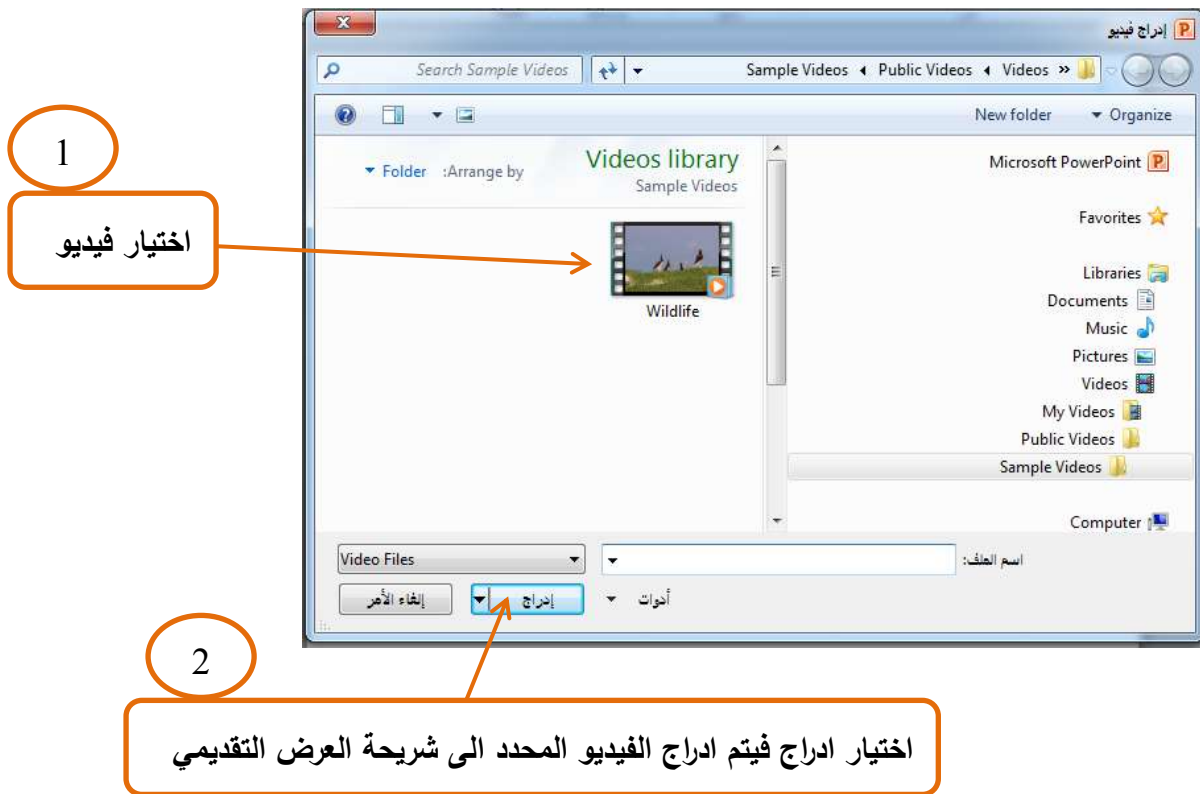 إدراج فيديو
Videos » Public Videos Sample Videos
Search Sample Videos
Organize New folder
Microsoft PowerPoint
Favorites
Libraries
Documents
Music
Pictures
Videos
My Videos
Public Videos
Sample Videos
Computer
Videos library
Sample Videos
Arrange by: Folder
Wildlife
1
اختيار فيديو
اسم الملف:
Video Files
أدوات إدراج إلغاء الأمر
2
اختيار ادراج فيتم ادراج الفيديو المحدد الى شريحة العرض التقديمي